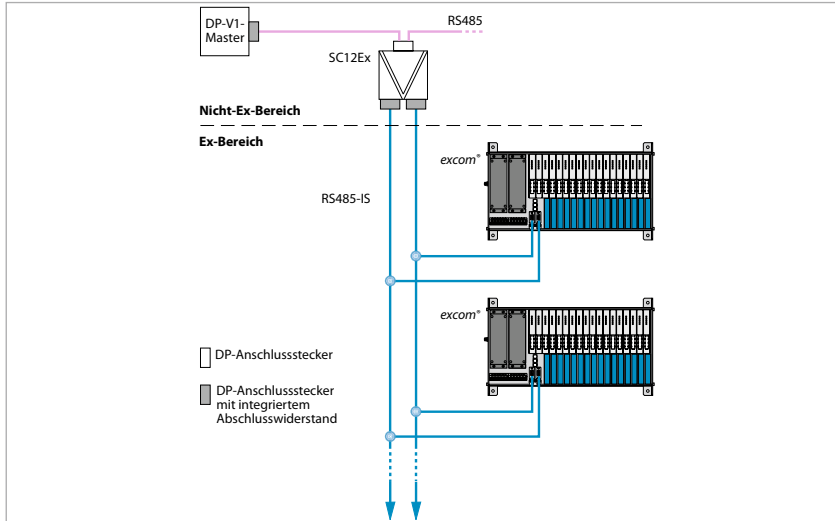 DP-V1-
Master
RS485
SC12Ex
Nicht-Ex-Bereich
Ex-Bereich
excom®
RS485-IS
excom®
DP-Anschlussstecker
DP-Anschlussstecker
mit integriertem
Abschlusswiderstand